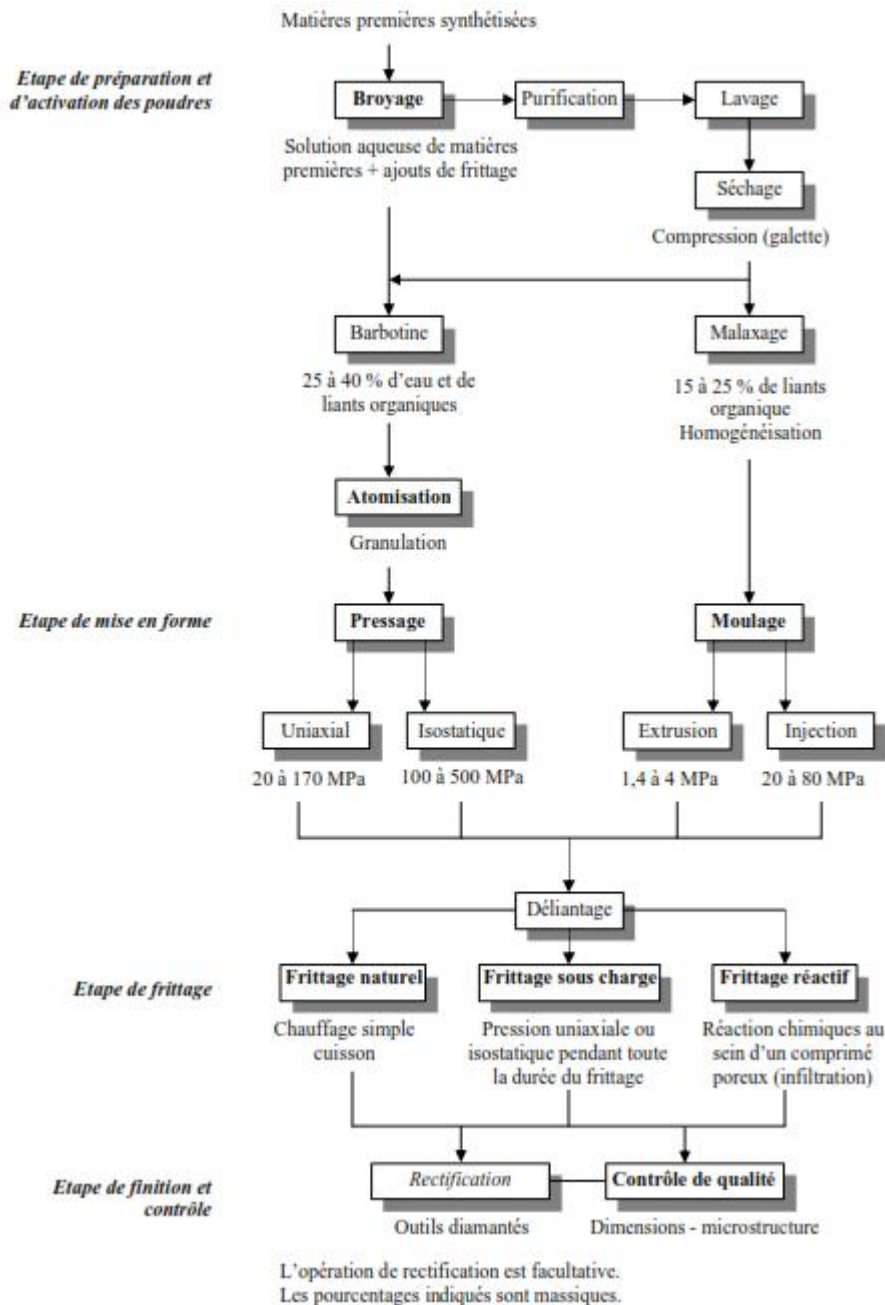 Matières premières synthétisées
Etape de préparation et
d'activation des poudres
Broyage
Purification
Lavage
Solution aqueuse de matières
premières + ajouts de frittage
Séchage
Compression (galette)
Barbotine
Malaxage
25 à 40 % d'eau et de
liants organiques
15 à 25 % de liants
organique
Homogénéisation
Atomisation
Granulation
Etape de mise en forme
Pressage
Moulage
Uniaxial
Isostatique
Extrusion
Injection
20 à 170 MPa
100 à 500 MPa
1,4 à 4 MPa
20 à 80 MPa
Déliantage
Etape de frittage
Frittage naturel
Frittage sous charge
Frittage réactif
Chauffage simple
cuisson
Pression uniaxiale ou
isostatique pendant toute
la durée du frittage
Réaction chimiques au
sein d'un comprimé
poreux (infiltration)
Etape de finition et
contrôle
Rectification
Contrôle de qualité
Outils diamantés
Dimensions - microstructure
L'opération de rectification est facultative.
Les pourcentages indiqués sont massiques.